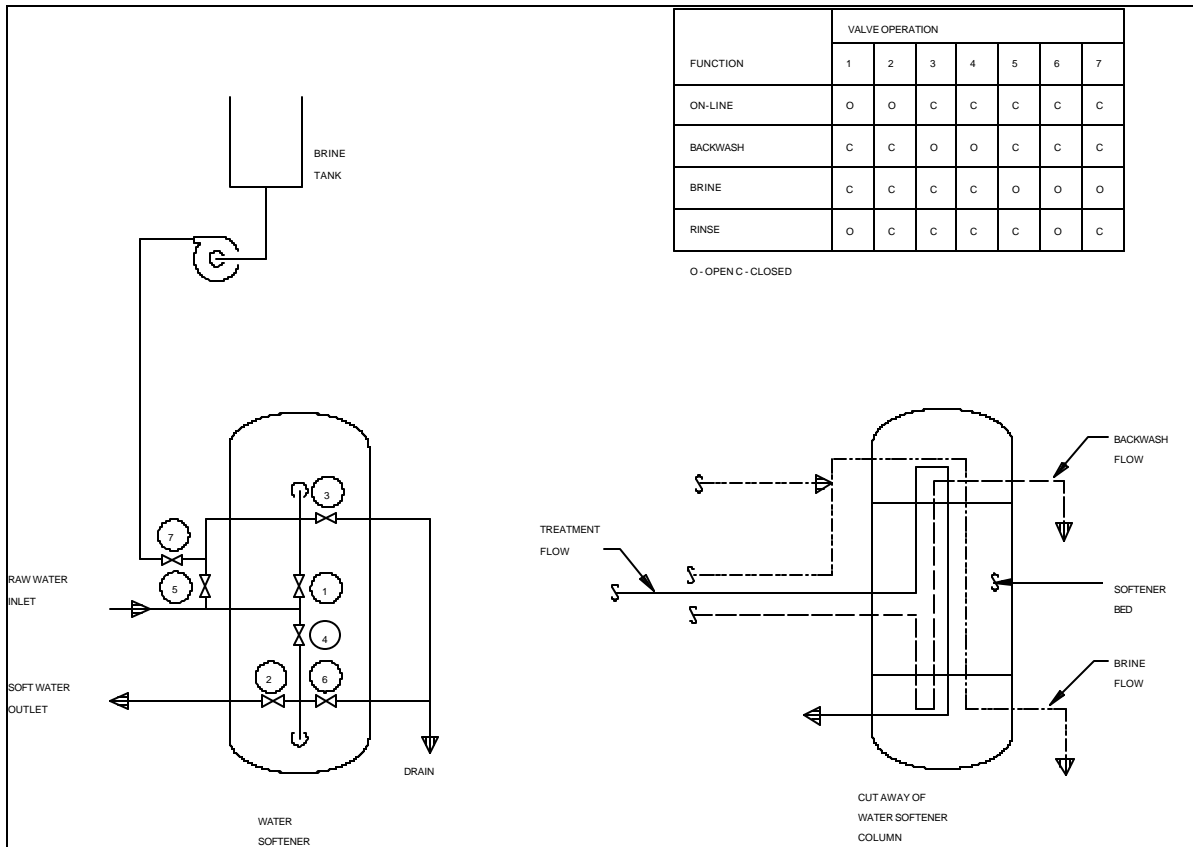 VALVE OPERATION
FUNCTION 1 2 3 4 5 6 7
ON-LINE O O C C C C C
BACKWASH C C O O C C C
BRINE C C C C O O O
RINSE O C C C C O C
O - OPEN C - CLOSED
BRINE
TANK
3
7
5
1
4
2
6
RAW WATER
INLET
SOFT WATER
OUTLET
DRAIN
WATER
SOFTENER
BACKWASH
FLOW
TREATMENT
FLOW
SOFTENER
BED
BRINE
FLOW
CUT AWAY OF
WATER SOFTENER
COLUMN